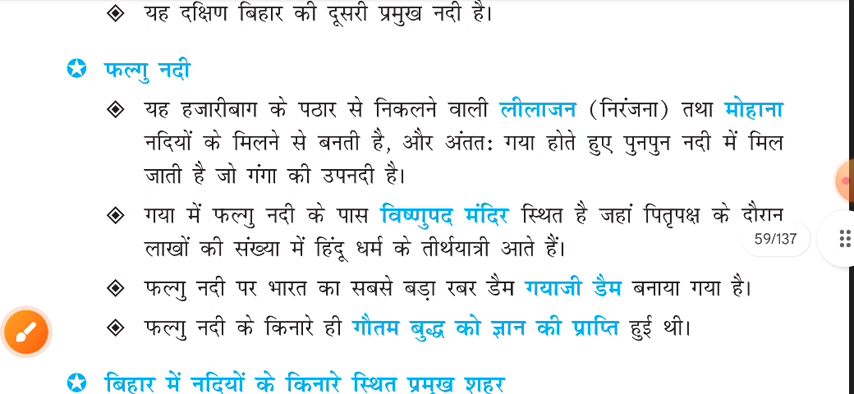 यह दक्षिण बिहार की दूसरी प्रमुख नदी है।
फल्गु नदी
यह हजारीबाग के पठार से निकलने वाली लीलाजन (निरंजना) तथा मोहाना
नदियों के मिलने से बनती है, और अंतत: गया होते हुए पुनपुन नदी में मिल
जाती है जो गंगा की उपनदी है।
गया में फल्गु नदी के पास विष्णुपद मंदिर स्थित है जहां पितृपक्ष के दौरान
लाखों की संख्या में हिंदू धर्म के तीर्थयात्री आते हैं।
59/137
फल्गु नदी पर भारत का सबसे बड़ा रबर डैम गयाजी डैम बनाया गया है।
फल्गु नदी के किनारे ही गौतम बुद्ध को ज्ञान की प्राप्ति हुई थी।
बिहार में नदियों के किनारे स्थित प्रमुख शहर